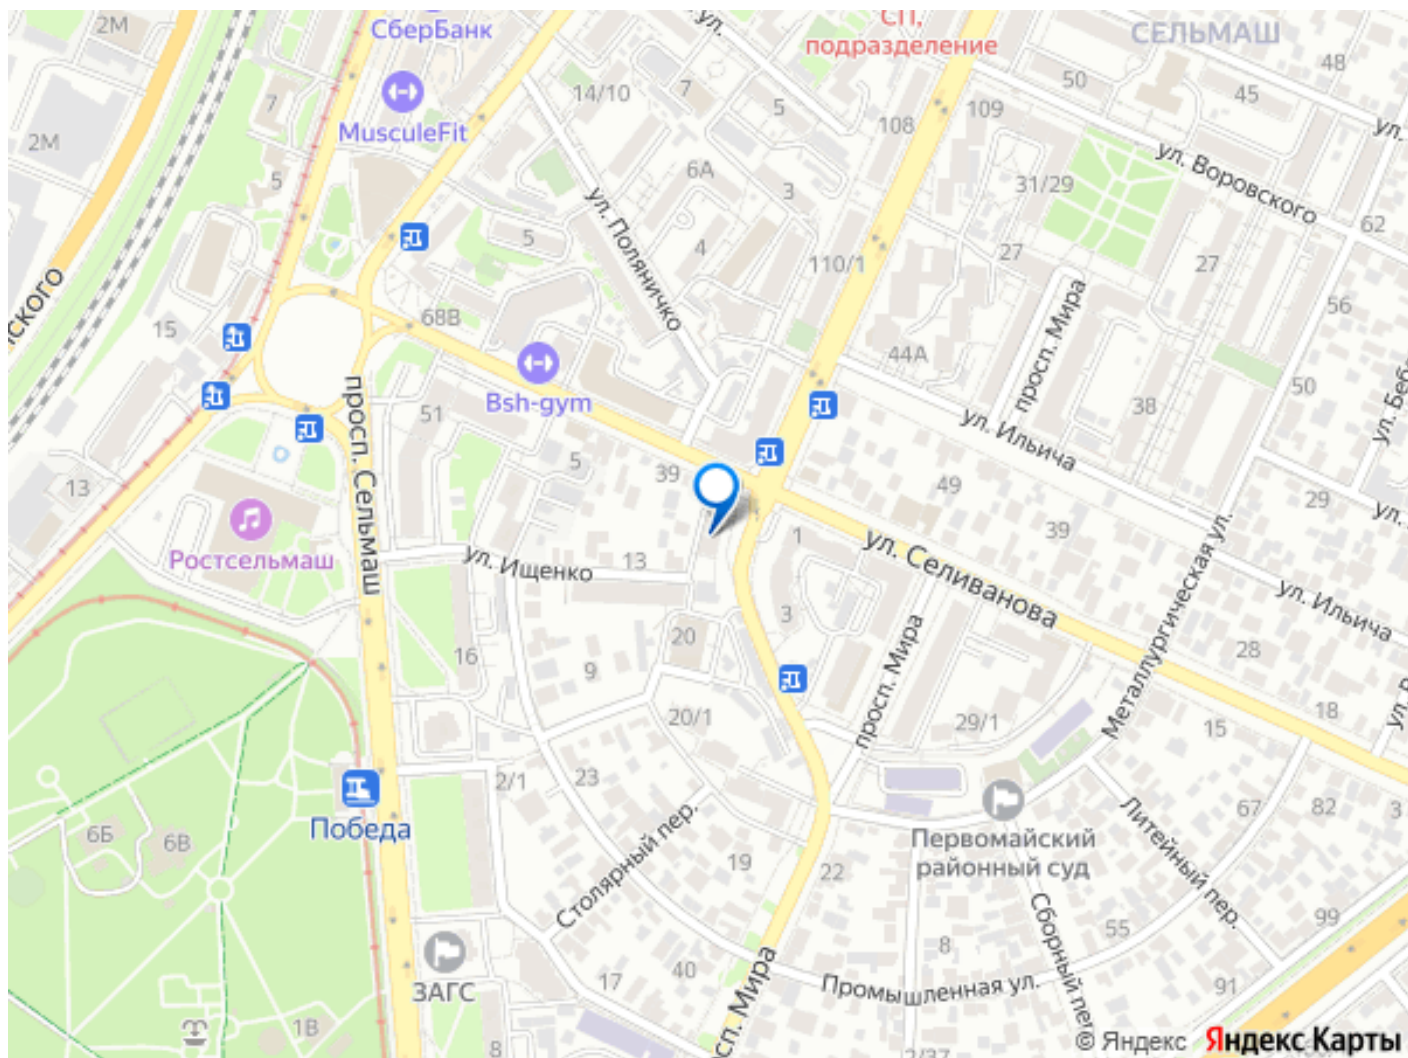 2М
СберБанк
СП,
подразделение
СЕЛЬМАШ
48
ул.
50
45
7
14/10
7
5
109
108
MusculeFit
2М
ул.
ул. Воровского
5
6А
3
31/29
62
ул. Поляничко
5
4
110/1
27
27
просп. Мира
56
ского
15
68В
44А
Bsh-gym
51
просп. Сельмаш
ул. Ильича
38
50
13
5
39
49
29
39
Ростсельмаш
ул. Ищенко
13
1
ул. Селиванова
Металлургическая ул.
ул. Ильича
3
20
16
9
просп. Мира
28
20/1
29/1
15
18
2/1
23
Победа
6Б
6В
Первомайский
районный суд
67
82
3
Литейный пер.
Столярный пер.
19
22
Сборный пе
55
99
8
ЗАГС
17
40
Промышленная ул.
91
сп. Мира
1В
8
2/37
© Яндекс
Яндекс Карты